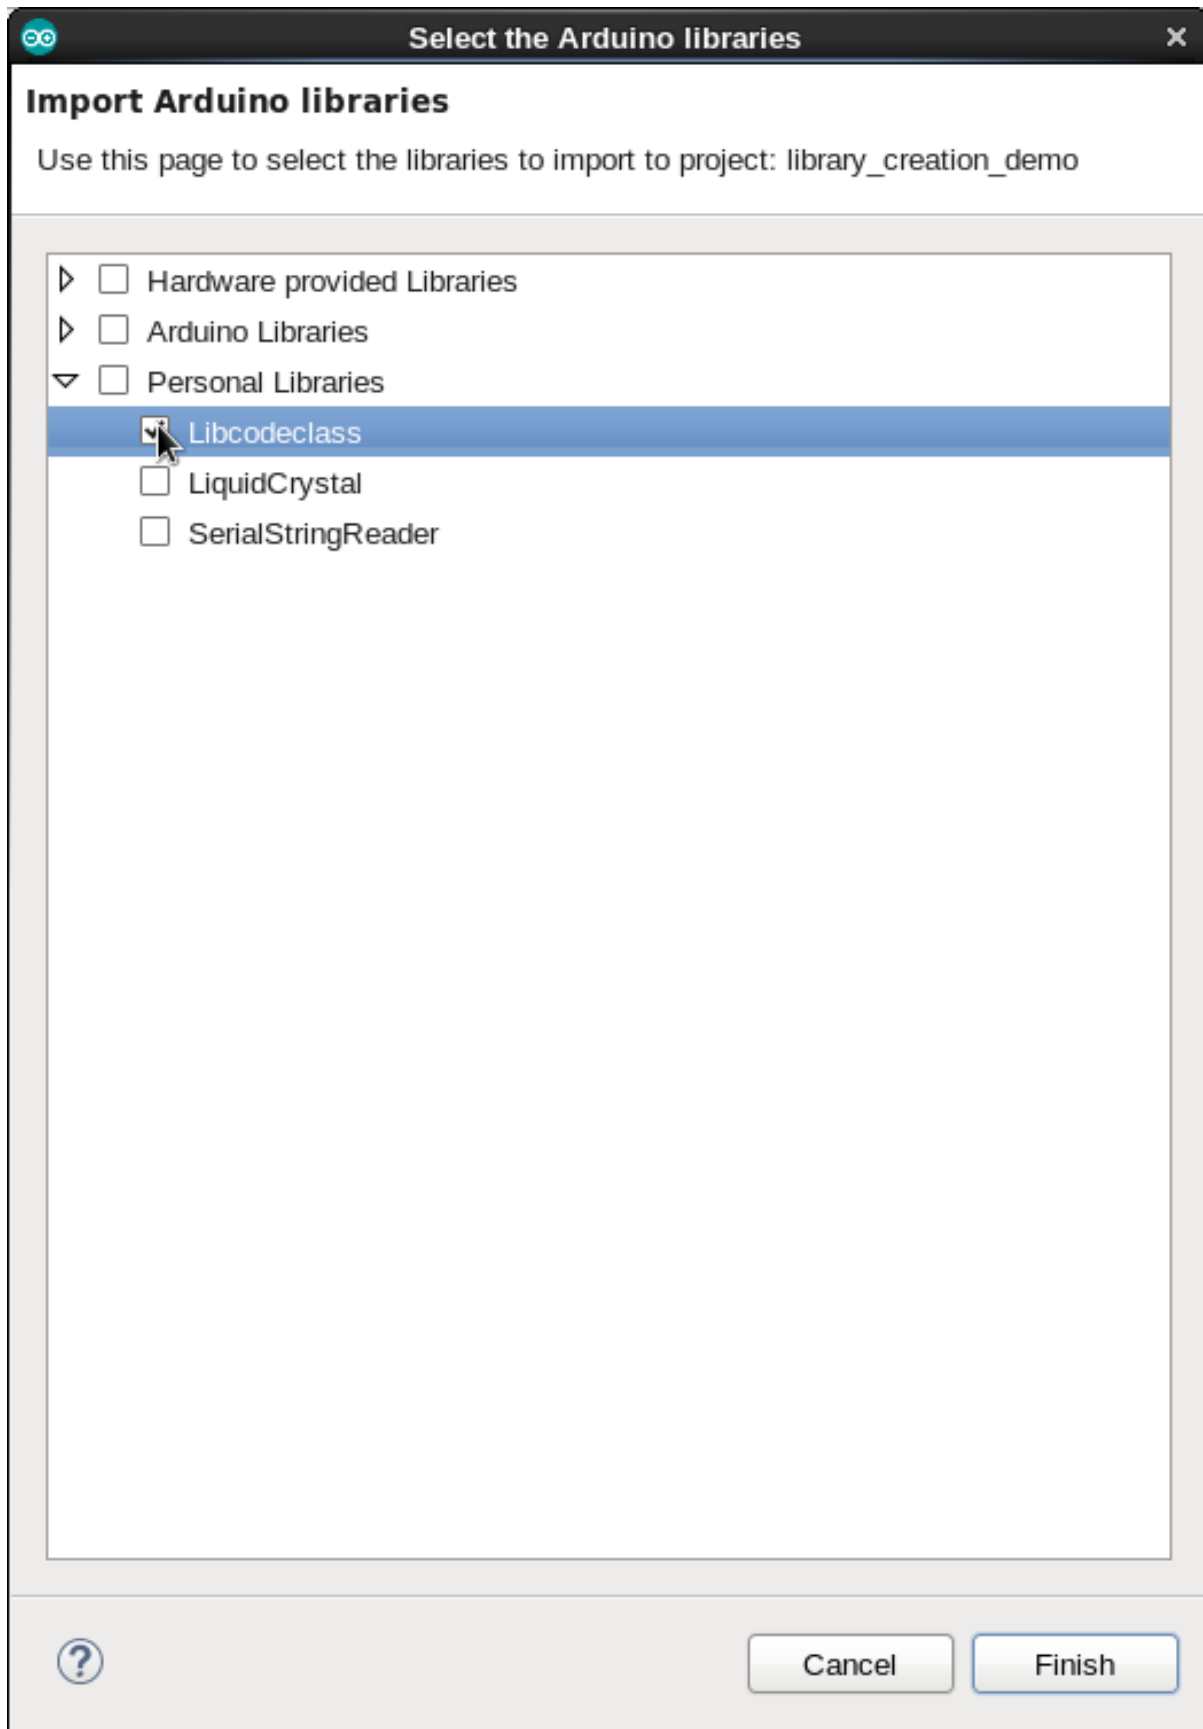 Select the Arduino libraries
Import Arduino libraries
Use this page to select the libraries to import to project: library_creation_demo
Hardware provided Libraries
Arduino Libraries
Personal Libraries
Libcodeclass
LiquidCrystal
SerialStringReader
Cancel Finish